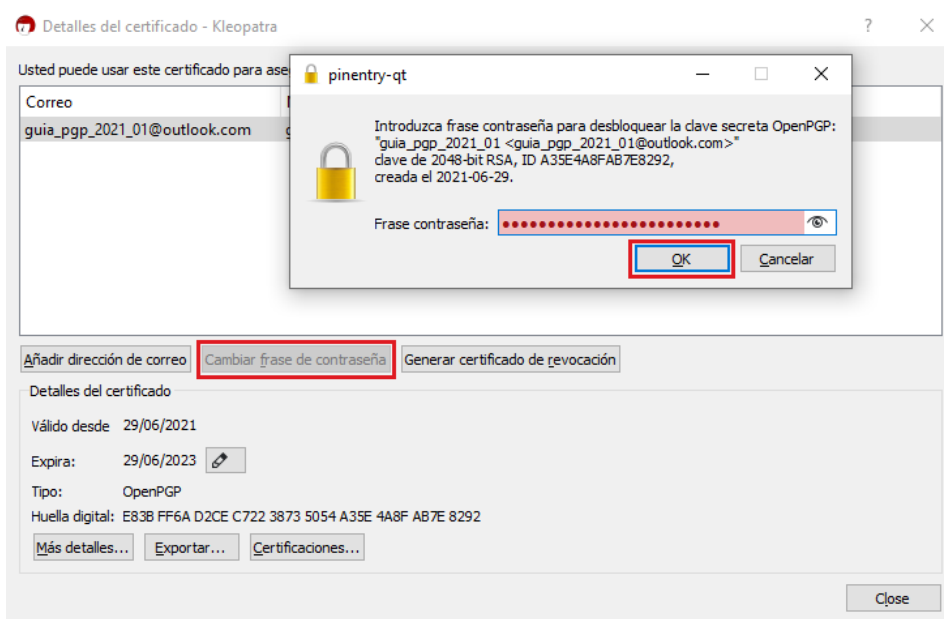 Detalles del certificado - Kleopatra
Usted puede usar este certificado para ase
Correo
guia_pgp_2021_01@outlook.com
pinentry-qt
Introduzca frase contraseña para desbloquear la clave secreta OpenPGP:
"guia_pgp_2021_01 <guia_pgp_2021_01@outlook.com>"
clave de 2048-bit RSA, ID A35E4A8FAB7E8292,
creada el 2021-06-29.
Frase contraseña:
OK Cancelar
Añadir dirección de correo Cambiar frase de contraseña Generar certificado de revocación
Detalles del certificado
Válido desde 29/06/2021
Expira: 29/06/2023
Tipo: OpenPGP
Huella digital: E83B FF6A D2CE C722 3873 5054 A35E 4A8F AB7E 8292
Más detalles... Exportar... Certificaciones...
Close